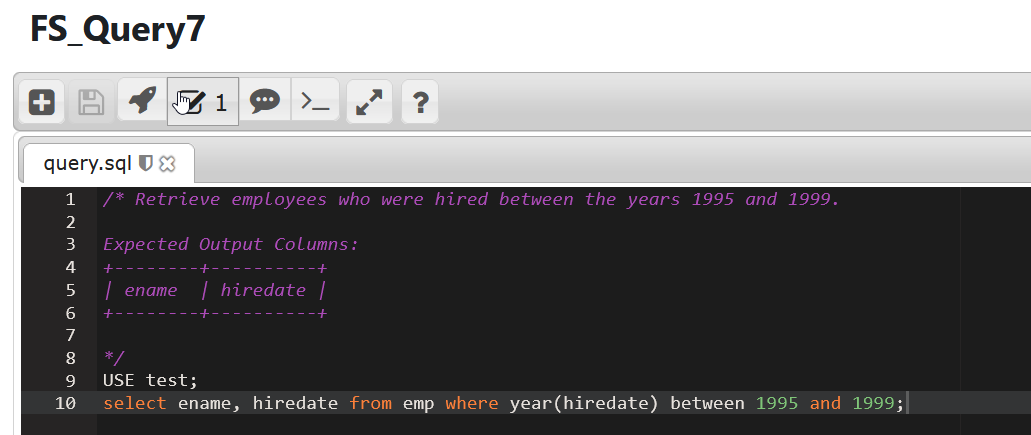 FS_Query7
1
?
query.sql
1 /* Retrieve employees who were hired between the years 1995 and 1999.
2
3 Expected Output Columns:
4 +--------+----------+
5 | ename  | hiredate |
6 +--------+----------+
7
8 */
9 USE test;
10 select ename, hiredate from emp where year(hiredate) between 1995 and 1999;